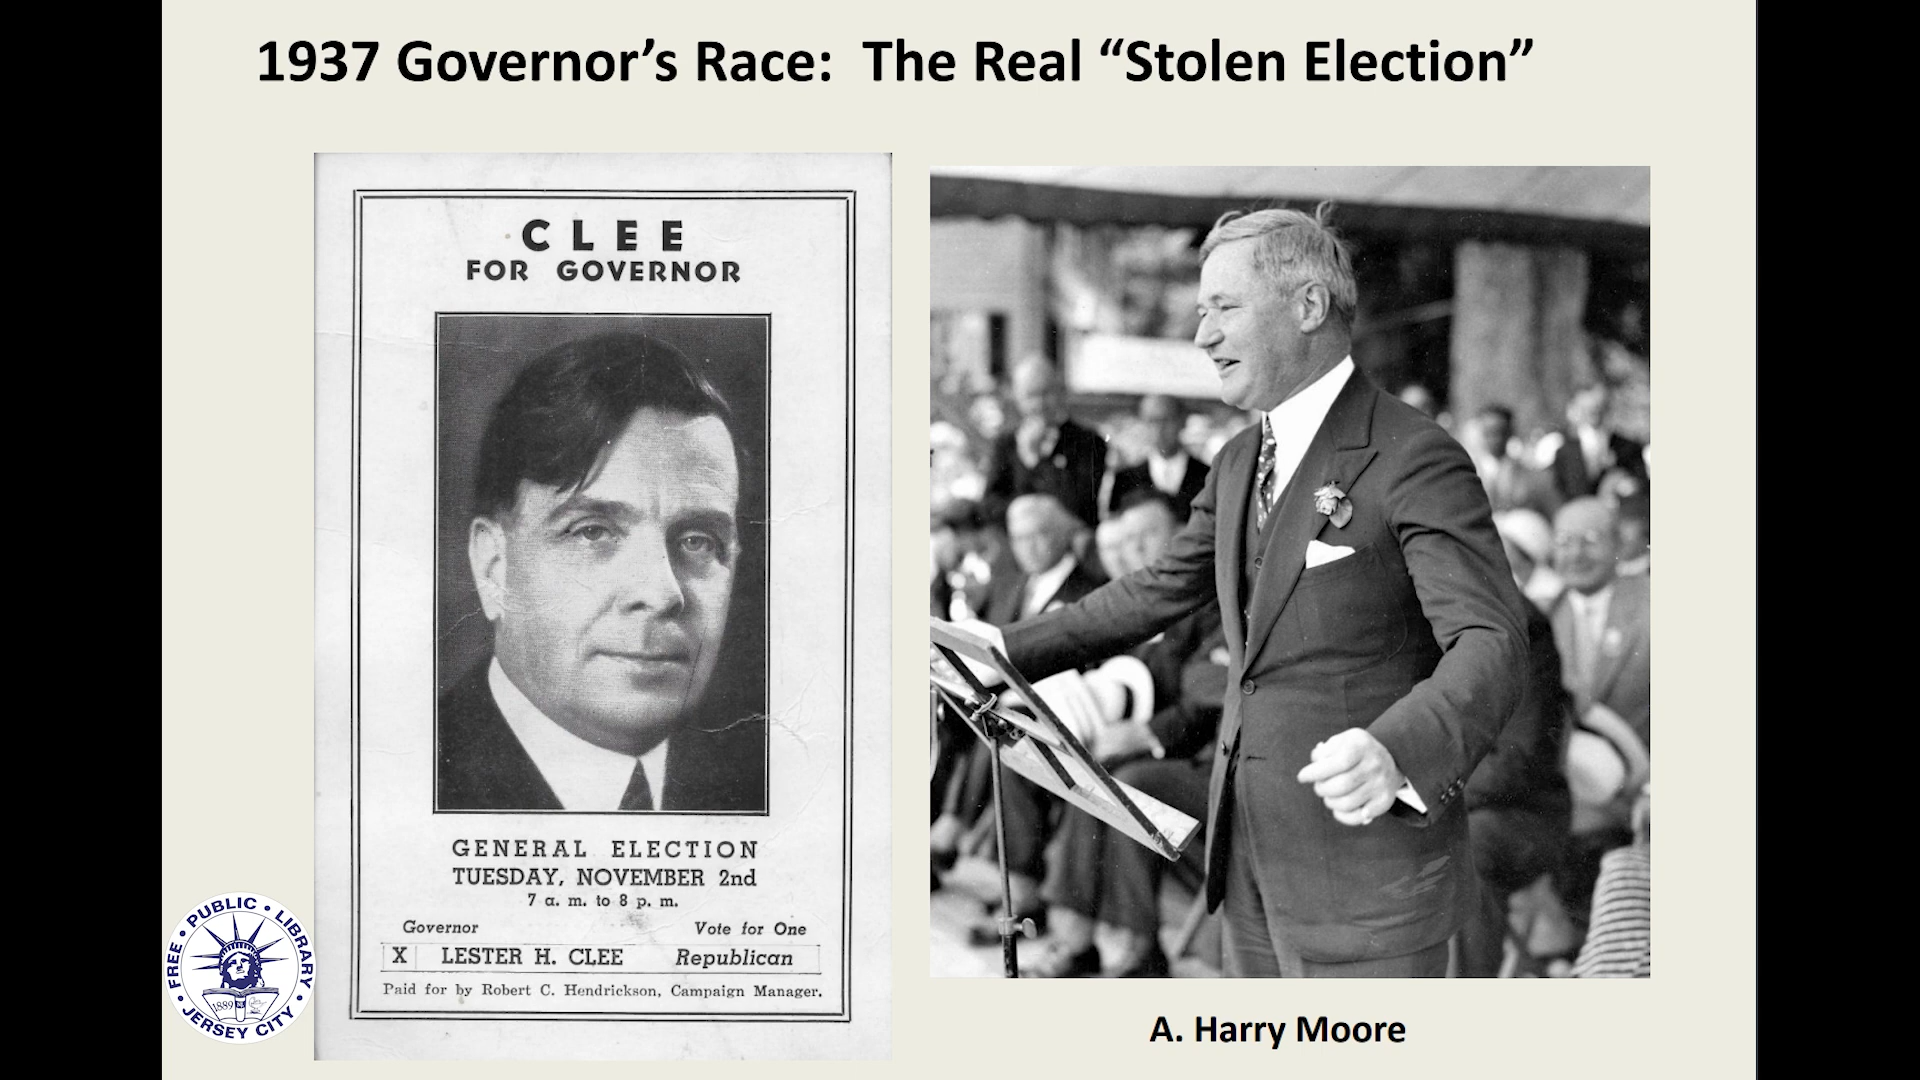 1937 Governor’s Race: The Real “Stolen Election”
CLEE
FOR GOVERNOR
GENERAL ELECTION
TUESDAY, NOVEMBER 2nd
7 a. m. to 8 p. m.
Governor Vote for One
X LESTER H. CLEE Republican
Paid for by Robert C. Hendrickson, Campaign Manager.
A. Harry Moore
FREE • PUBLIC • LIBRARY
1889
JERSEY CITY